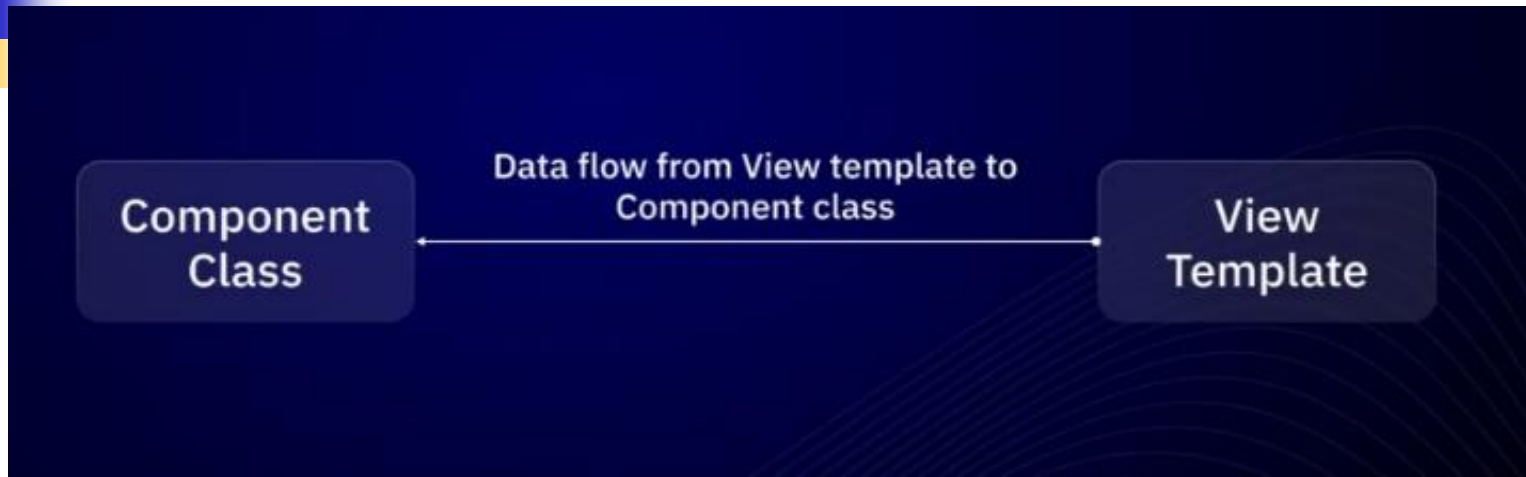 Data flow from View template to
Component class
Component
Class
View
Template